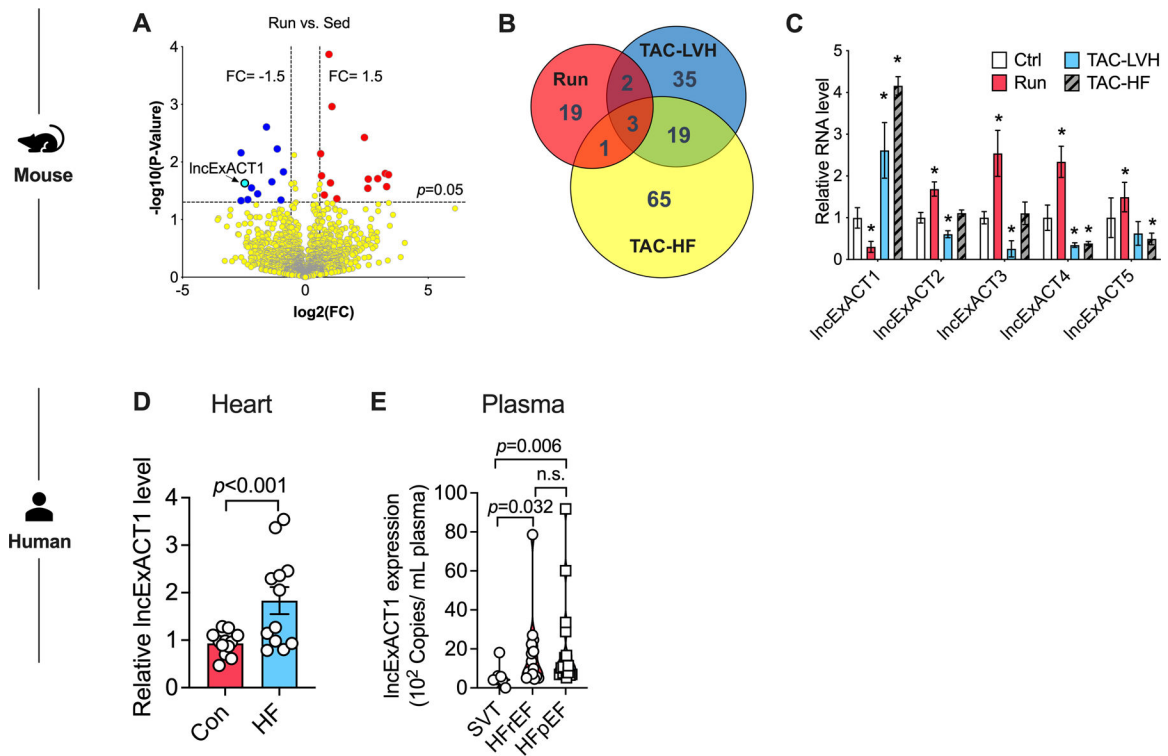 Mouse
A
Run vs. Sed
FC= -1.5
FC= 1.5
lncExACT1
p=0.05
-log10(P-Valure)
4
3
2
1
0
-5
0
5
log2(FC)
B
TAC-LVH
Run
2
35
19
3
1
19
65
TAC-HF
C
Ctrl
TAC-LVH
Run
TAC-HF
Relative RNA level
5
4
3
2
1
0
* * *
* *
* *
* * *
* *
lncExACT1
lncExACT2
lncExACT3
lncExACT4
lncExACT5
Human
D
Heart
p<0.001
Relative lncExACT1 level
4
3
2
1
0
Con
HF
E
Plasma
p=0.006
n.s.
p=0.032
lncExACT1 expression
(10² Copies/ mL plasma)
100
80
60
40
20
0
SVT
HFrEF
HFpEF